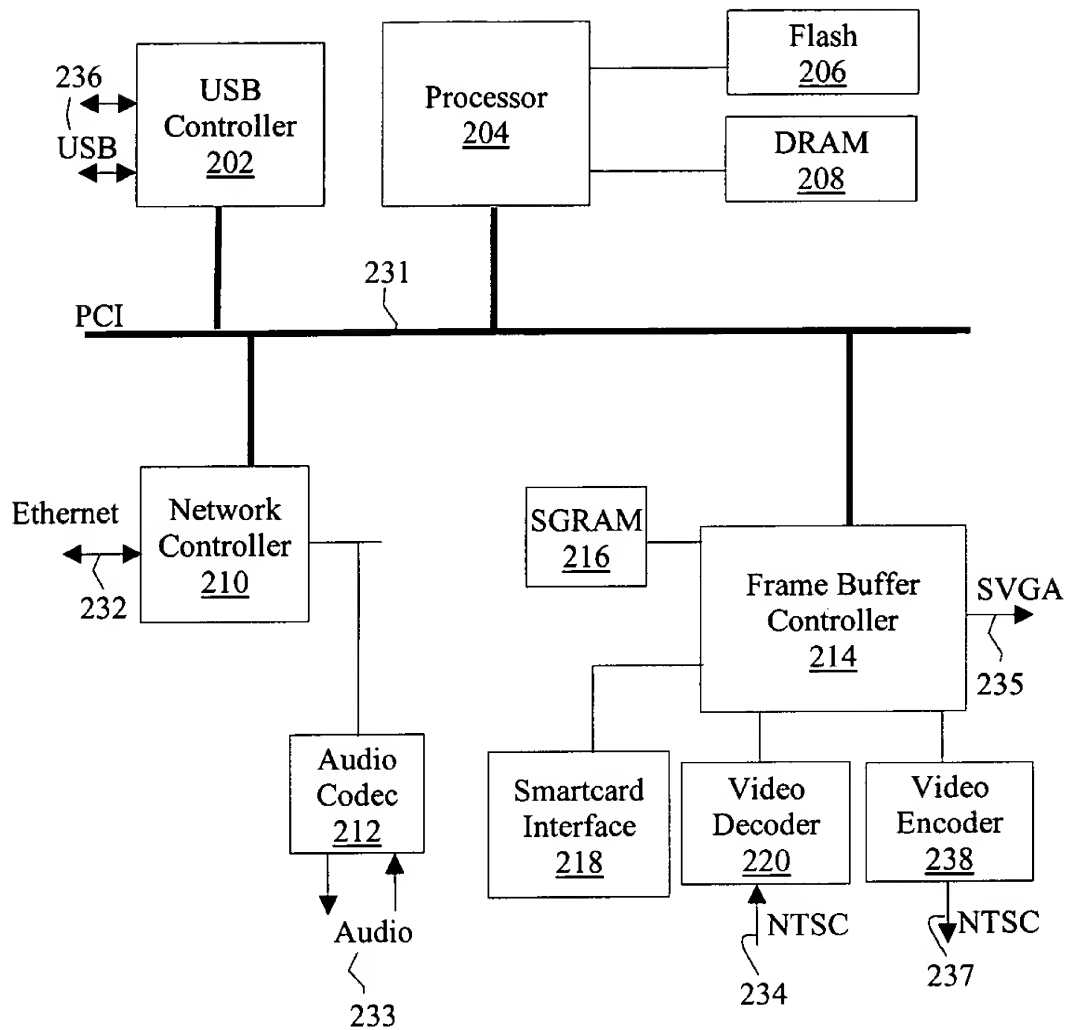 Flash
206
236
USB
Controller
202
USB
Processor
204
DRAM
208
231
PCI
Ethernet
232
Network
Controller
210
SGRAM
216
Frame Buffer
Controller
214
SVGA
235
Audio
Codec
212
Smartcard
Interface
218
Video
Decoder
220
Video
Encoder
238
Audio
233
NTSC
234
NTSC
237